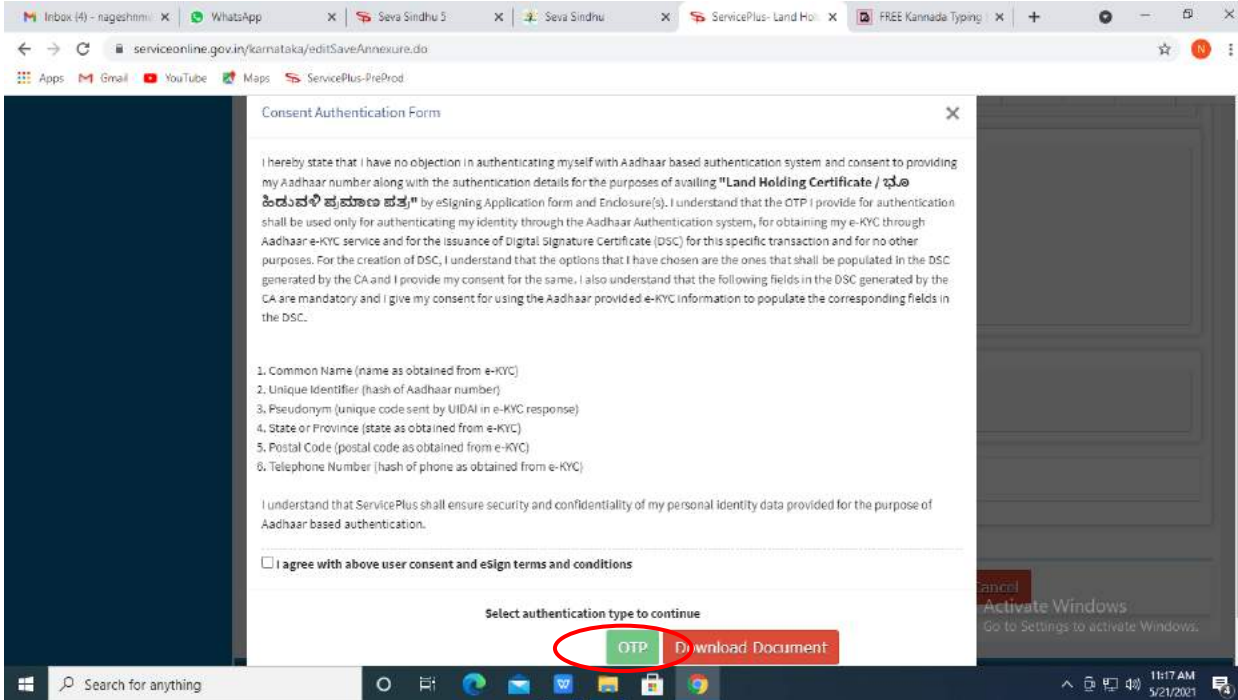 Inbox (4) - nageshnm
WhatsApp
Seva Sindhu 5
Seva Sindhu
ServicePlus- Land Hol
FREE Kannada Typing
serviceonline.gov.in/karnataka/editSaveAnnexure.do
N
Apps
Gmail
YouTube
Maps
ServicePlus-PreProd
Consent Authentication Form
I hereby state that I have no objection in authenticating myself with Aadhaar based authentication system and consent to providing
my Aadhaar number along with the authentication details for the purposes of availing "Land Holding Certificate / ಭೂ
ಹಿಡುವಳಿ ಪ್ರಮಾಣ ಪತ್ರ" by eSigning Application form and Enclosure(s). I understand that the OTP I provide for authentication
shall be used only for authenticating my identity through the Aadhaar Authentication system, for obtaining my e-KYC through
Aadhaar e-KYC service and for the issuance of Digital Signature Certificate (DSC) for this specific transaction and for no other
purposes. For the creation of DSC, I understand that the options that I have chosen are the ones that shall be populated in the DSC
generated by the CA and I provide my consent for the same. I also understand that the following fields in the DSC generated by the
CA are mandatory and I give my consent for using the Aadhaar provided e-KYC information to populate the corresponding fields in
the DSC.
1. Common Name (name as obtained from e-KYC)
2. Unique Identifier (hash of Aadhaar number)
3. Pseudonym (unique code sent by UIDAI in e-KYC response)
4. State or Province (state as obtained from e-KYC)
5. Postal Code (postal code as obtained from e-KYC)
6. Telephone Number (hash of phone as obtained from e-KYC)
I understand that ServicePlus shall ensure security and confidentiality of my personal identity data provided for the purpose of
Aadhaar based authentication.
I agree with above user consent and eSign terms and conditions
Select authentication type to continue
OTP
Download Document
Cancel
Activate Windows
Go to Settings to activate Windows.
Search for anything
11:17 AM
5/21/2021
4